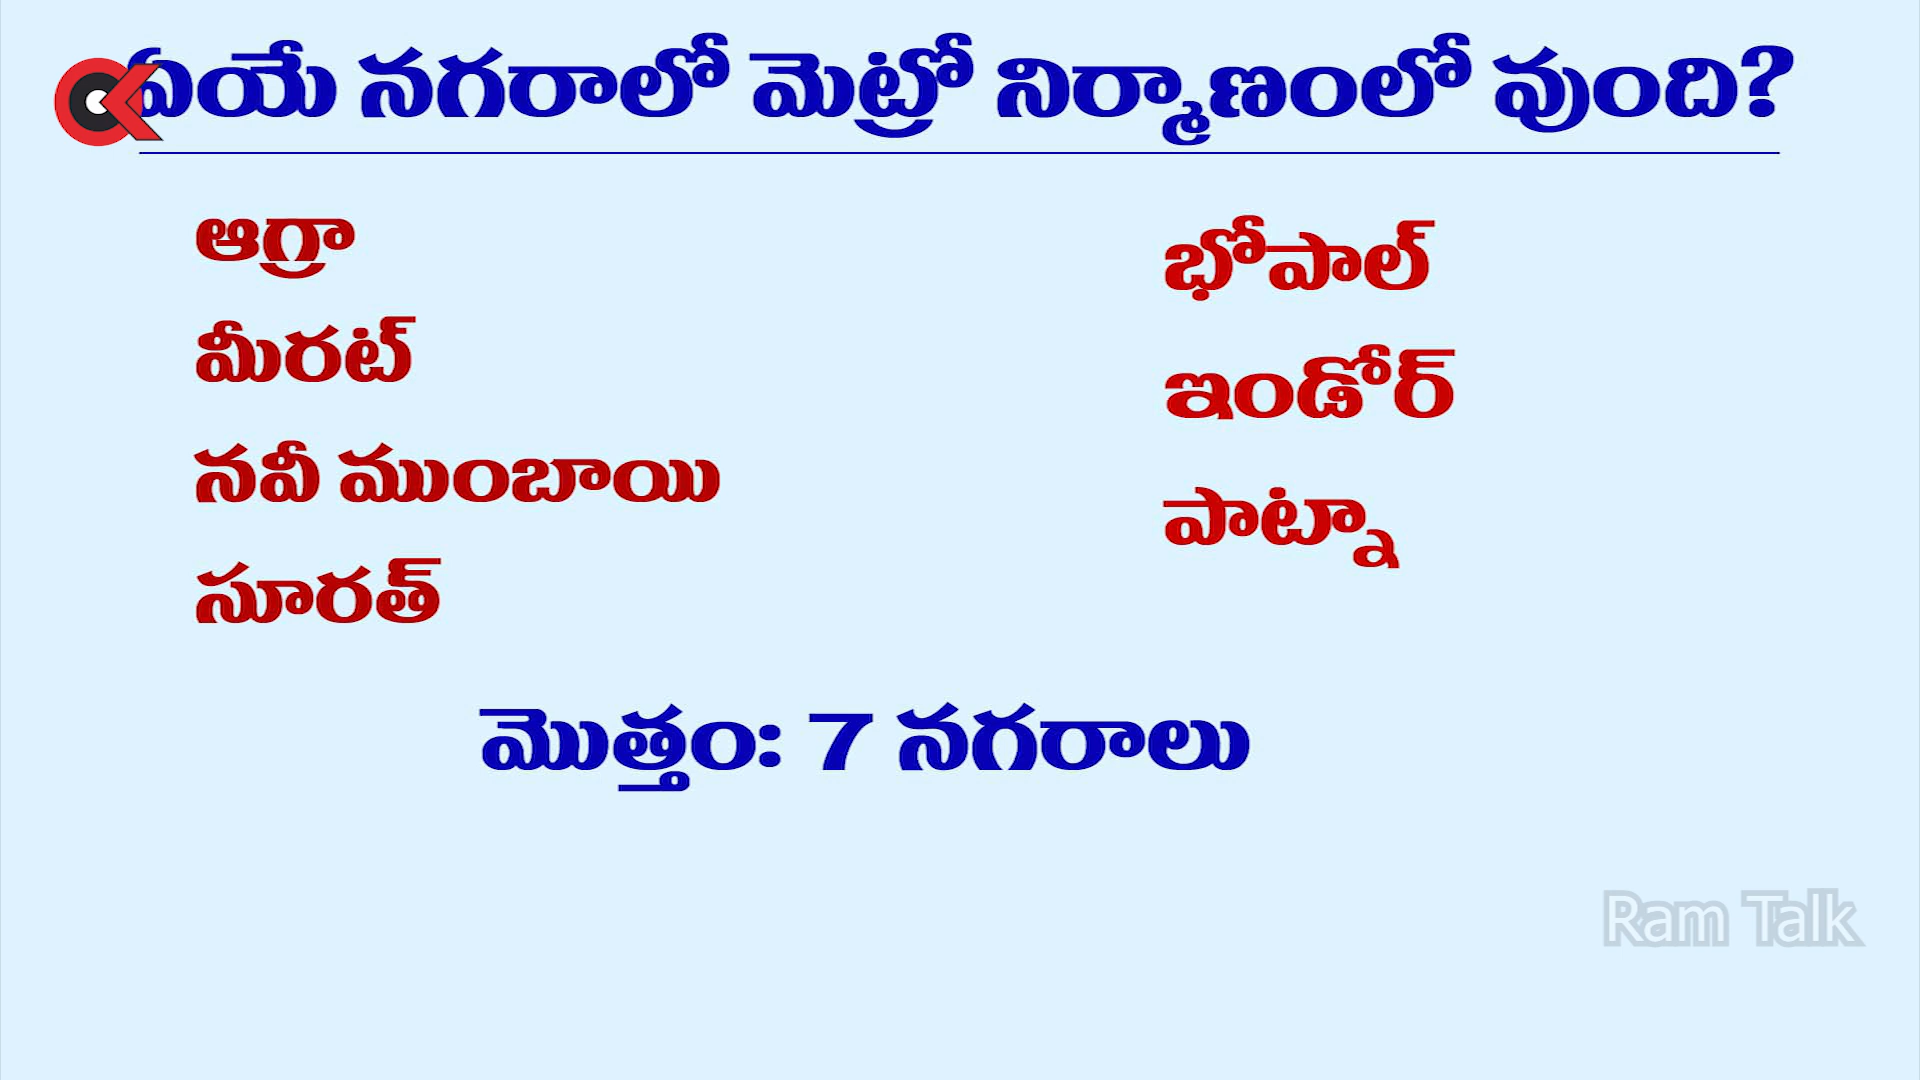 ఏయే నగరాలో మెట్రో నిర్మాణంలో వుంది?
ఆగ్రా
మీరట్
నవీ ముంబాయి
సూరత్
భోపాల్
ఇండోర్
పాట్నా
మొత్తం: 7 నగరాలు
Ram Talk